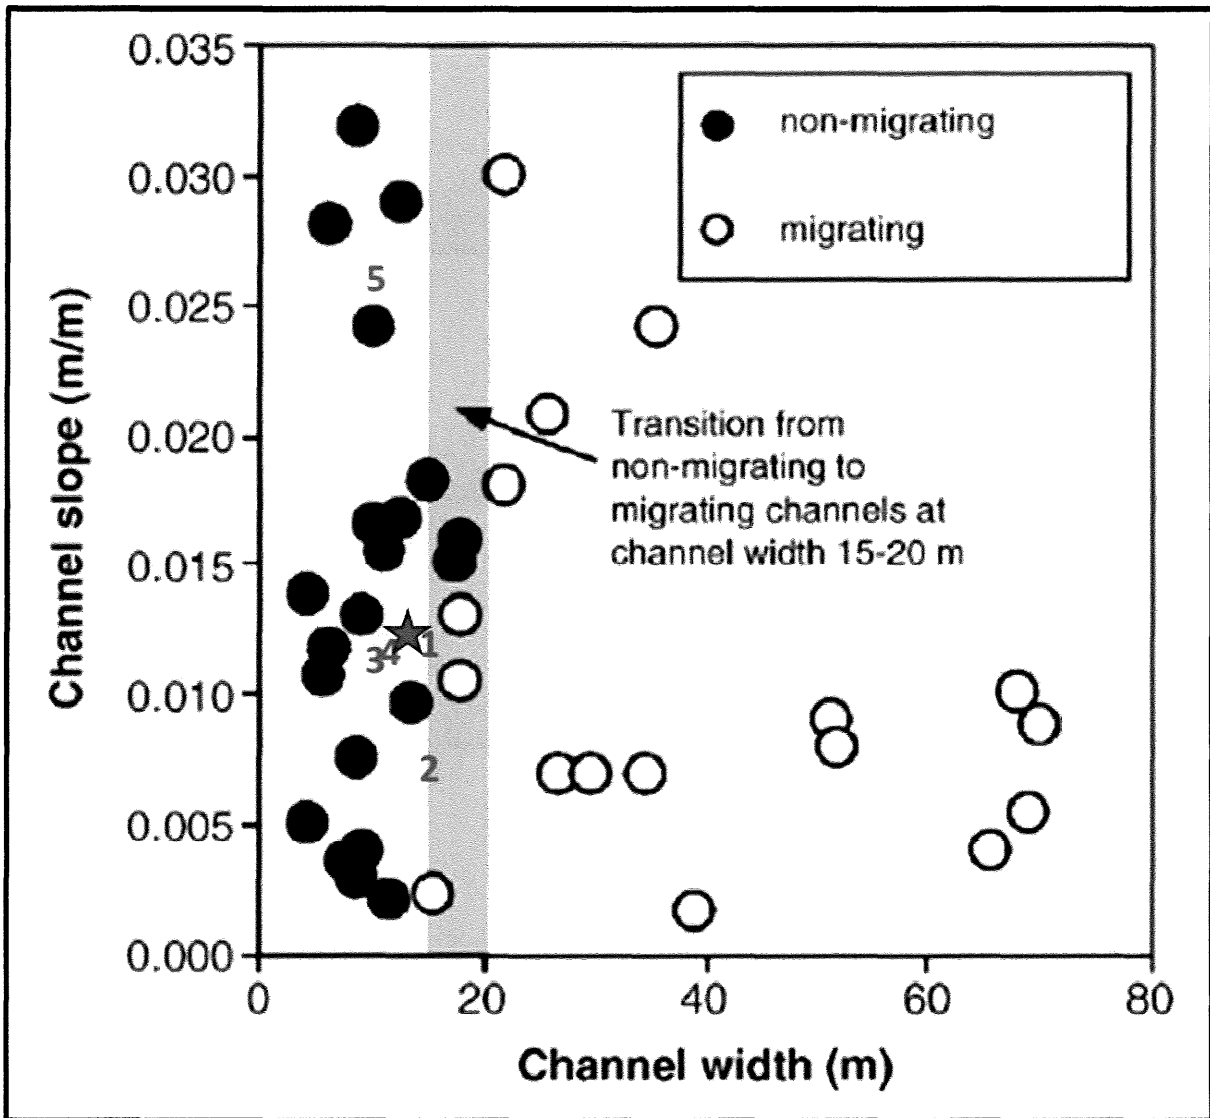 0.035
0.030
0.025
0.020
0.015
0.010
0.005
0.000
Channel slope (m/m)
non-migrating
migrating
5
Transition from
non-migrating to
migrating channels at
channel width 15-20 m
3
4
1
2
0
20
40
60
80
Channel width (m)